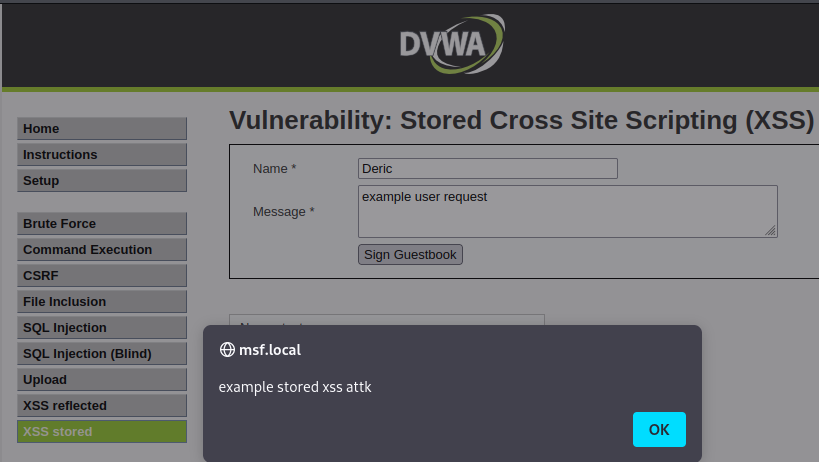 DVWA
Vulnerability: Stored Cross Site Scripting (XSS)
Home
Instructions
Setup
Brute Force
Command Execution
CSRF
File Inclusion
SQL Injection
SQL Injection (Blind)
Upload
XSS reflected
XSS stored
Name *
Deric
Message *
example user request
Sign Guestbook
msf.local
example stored xss attk
OK